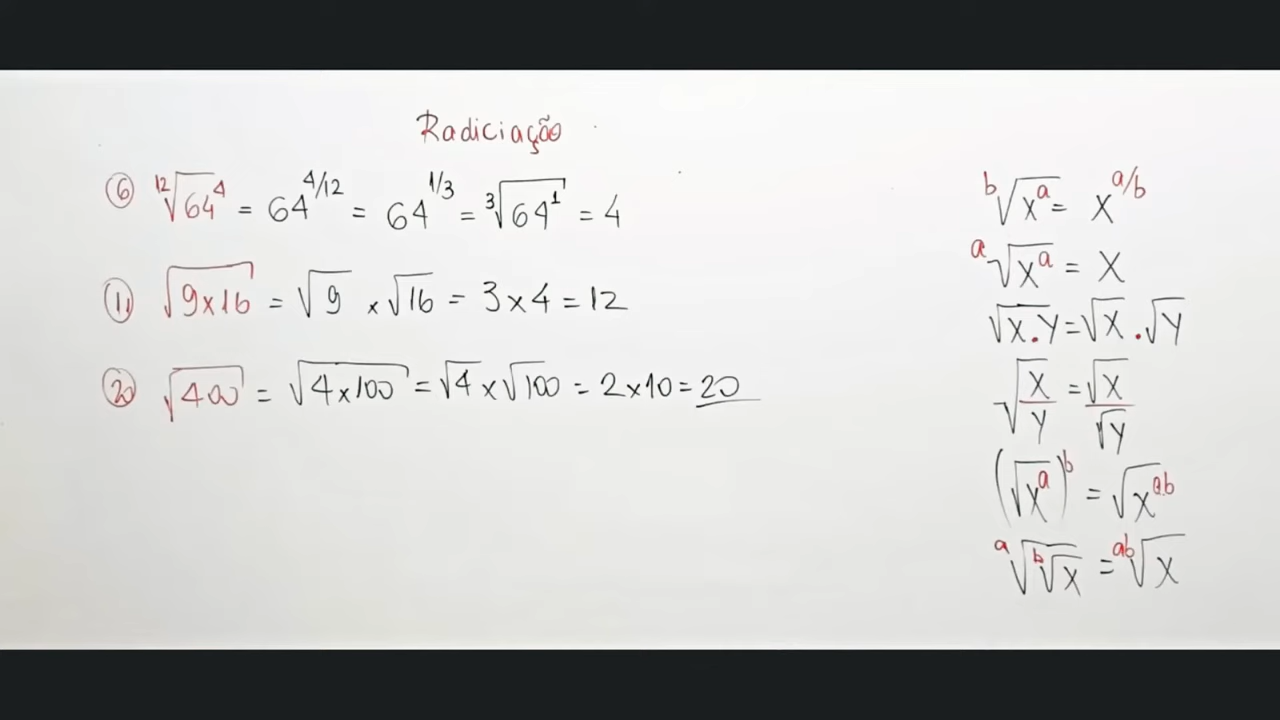 Radiciação
⑥ ¹²√64⁴ = 64^4/12 = 64^1/3 = ³√64¹ = 4
⑪ √9x16 = √9 x √16 = 3x4 = 12
⑳ √400 = √4x100 = √4 x √100 = 2x10 = 20
ᵇ√xᵃ = x^a/b
ᵃ√xᵃ = x
√x.y = √x . √y
√x/y = √x/√y
(√xᵃ)ᵇ = √x^a.b
ᵃ√ᵇ√x = ᵃᵇ√x